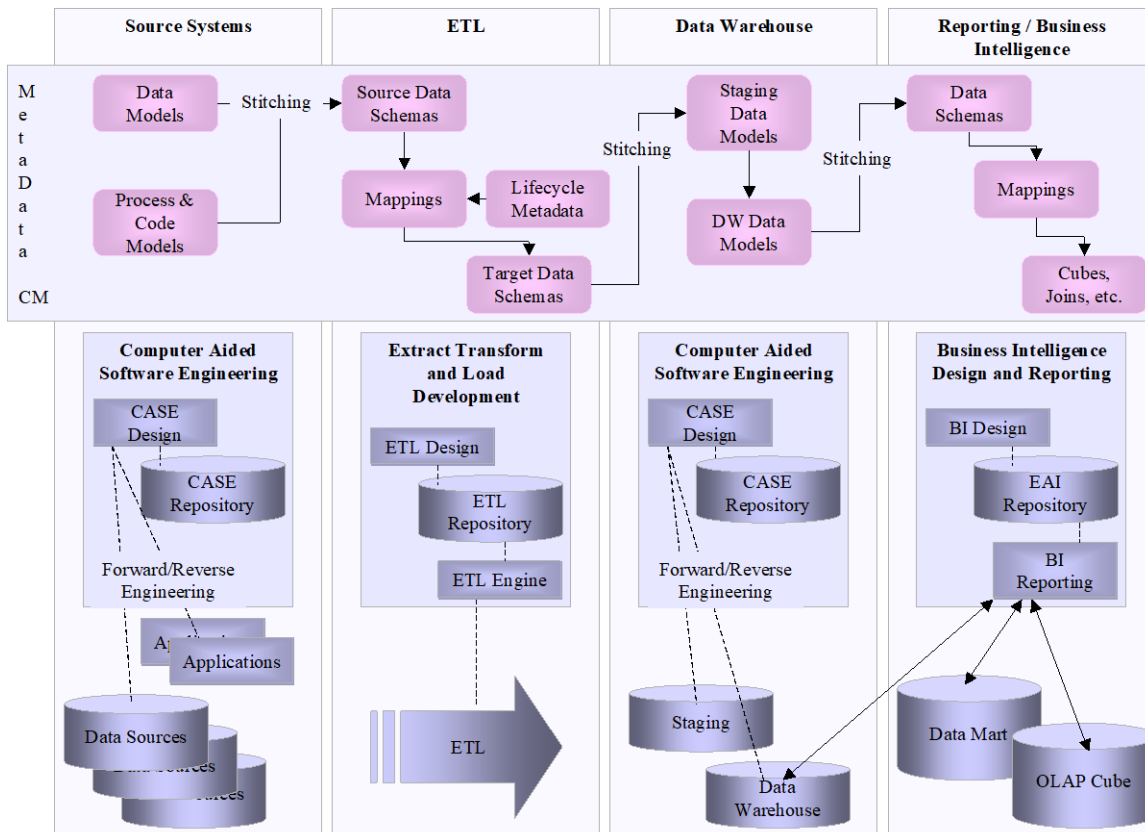 Source Systems
ETL
Data Warehouse
Reporting / Business
Intelligence
M
e
t
a
D
a
t
a
CM
Data
Models
Stitching
Process &
Code
Models
Source Data
Schemas
Mappings
Lifecycle
Metadata
Target Data
Schemas
Stitching
Staging
Data
Models
DW Data
Models
Stitching
Data
Schemas
Mappings
Cubes,
Joins, etc.
Computer Aided
Software Engineering
CASE
Design
CASE
Repository
Forward/Reverse
Engineering
Applications
Data Sources
Data Sources
Extract Transform
and Load
Development
ETL Design
ETL
Repository
ETL Engine
ETL
Computer Aided
Software Engineering
CASE
Design
CASE
Repository
Forward/Reverse
Engineering
Staging
Data
Warehouse
Business Intelligence
Design and Reporting
BI Design
EAI
Repository
BI
Reporting
Data Mart
OLAP Cube